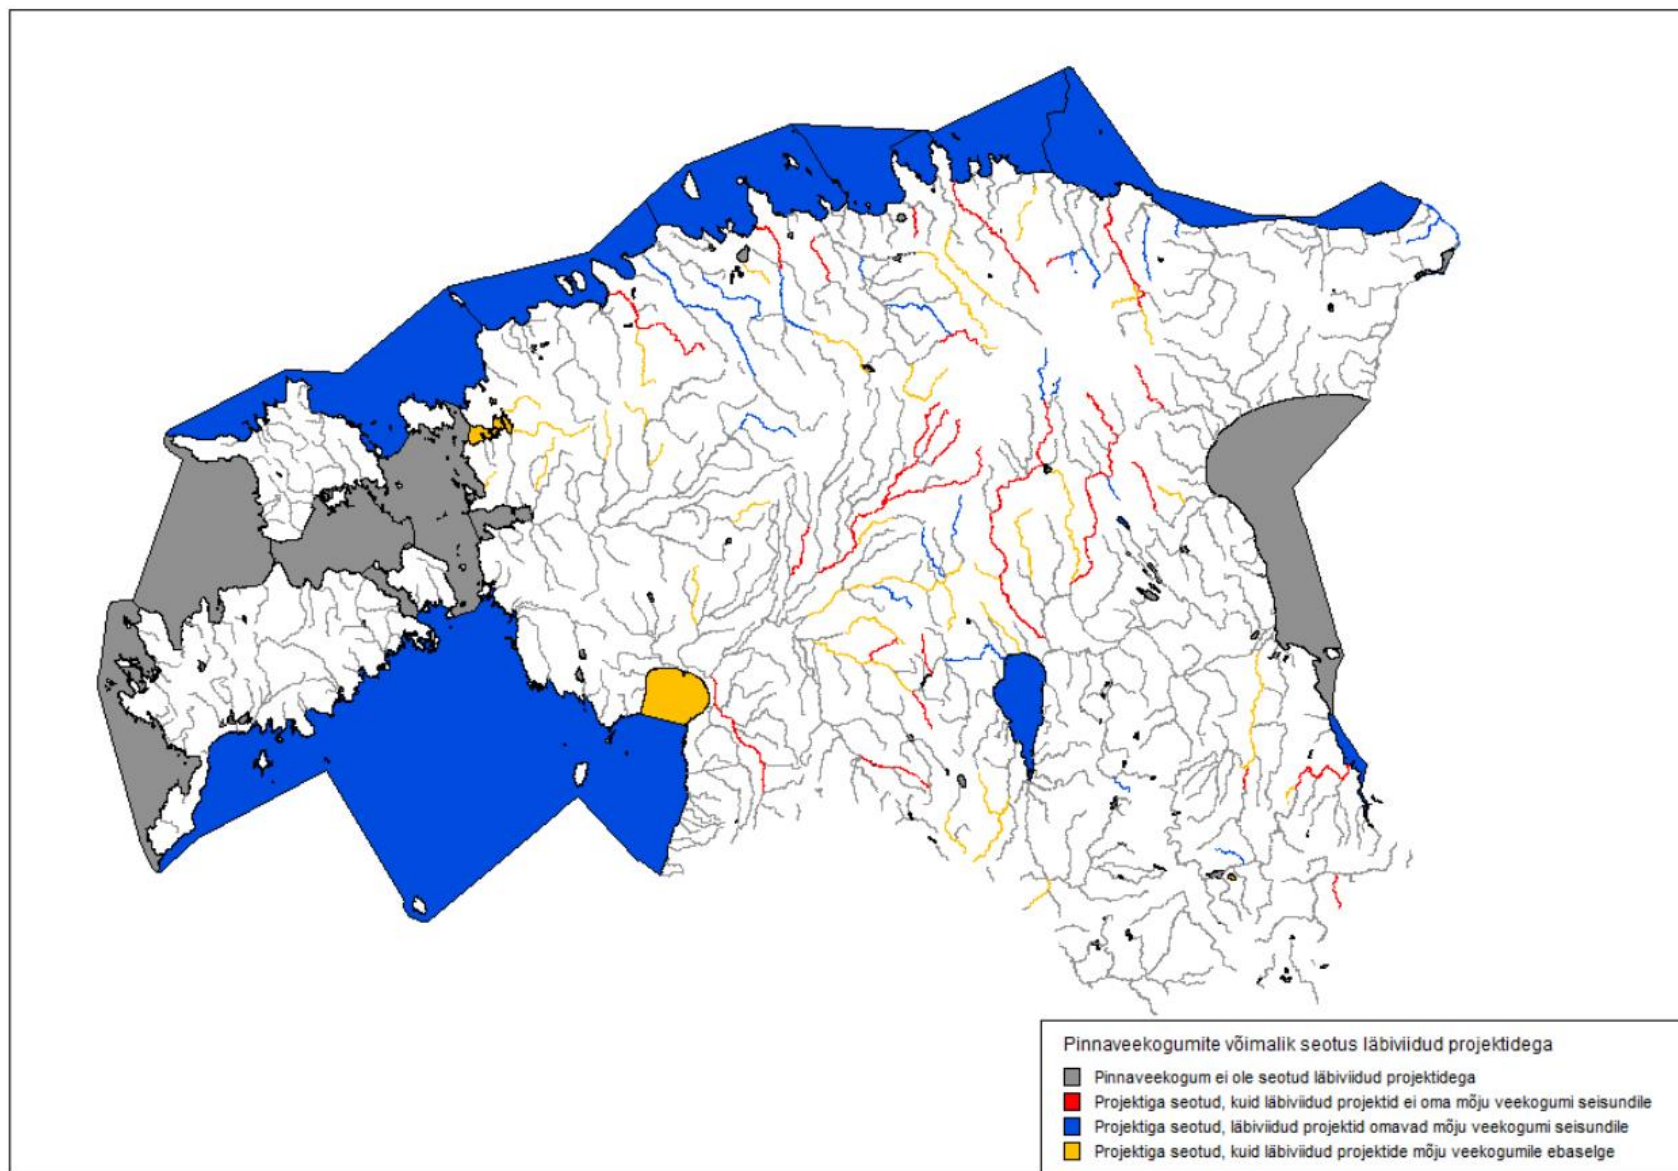 Pinnaveekogumite võimalik seotus läbiviidud projektidega
Pinnaveekogum ei ole seotud läbiviidud projektidega
Projektiga seotud, kuid läbiviidud projektid ei oma mõju veekogumi seisundile
Projektiga seotud, läbiviidud projektid omavad mõju veekogumi seisundile
Projektiga seotud, kuid läbiviidud projektide mõju veekogumile ebaselge